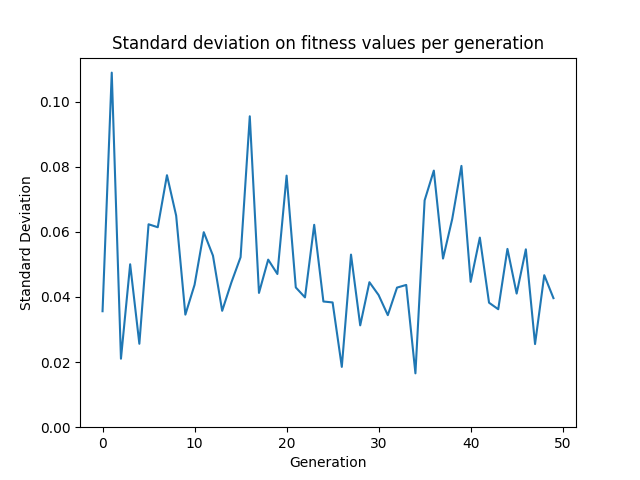 Standard deviation on fitness values per generation
0.10
0.08
0.06
0.04
0.02
0.00
Standard Deviation
0 10 20 30 40 50
Generation